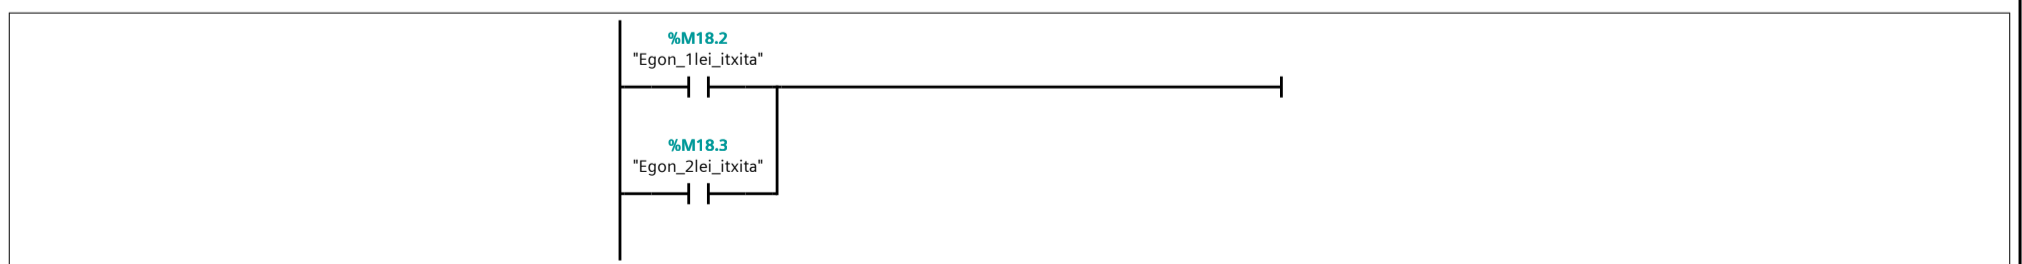 %M18.2
"Egon_1lei_itxita"
%M18.3
"Egon_2lei_itxita"